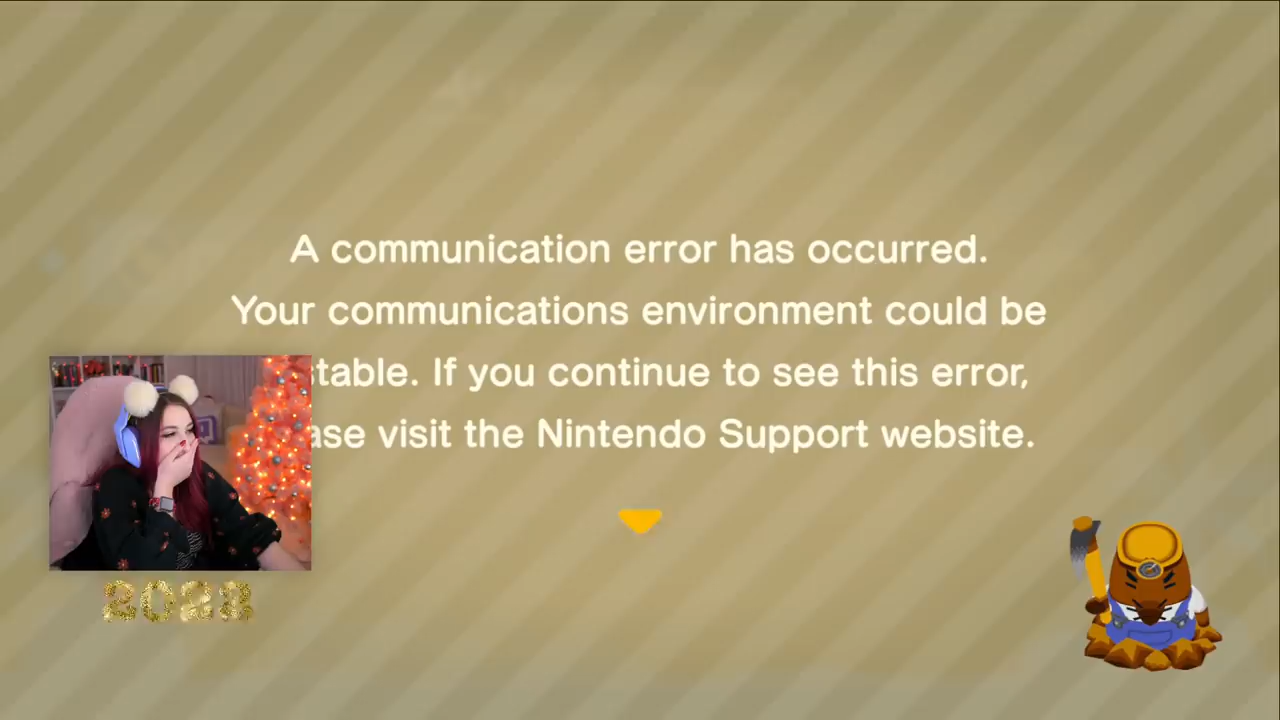 A communication error has occurred.
Your communications environment could be
stable. If you continue to see this error,
ase visit the Nintendo Support website.
2022